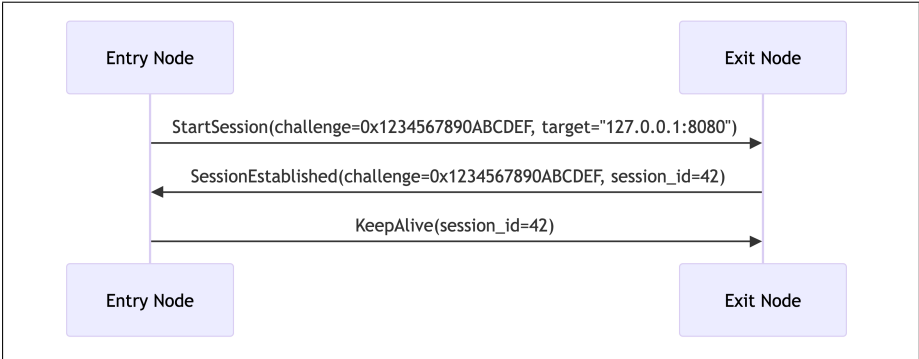 Entry Node
Exit Node
StartSession(challenge=0x1234567890ABCDEF, target="127.0.0.1:8080")
SessionEstablished(challenge=0x1234567890ABCDEF, session_id=42)
KeepAlive(session_id=42)
Entry Node
Exit Node